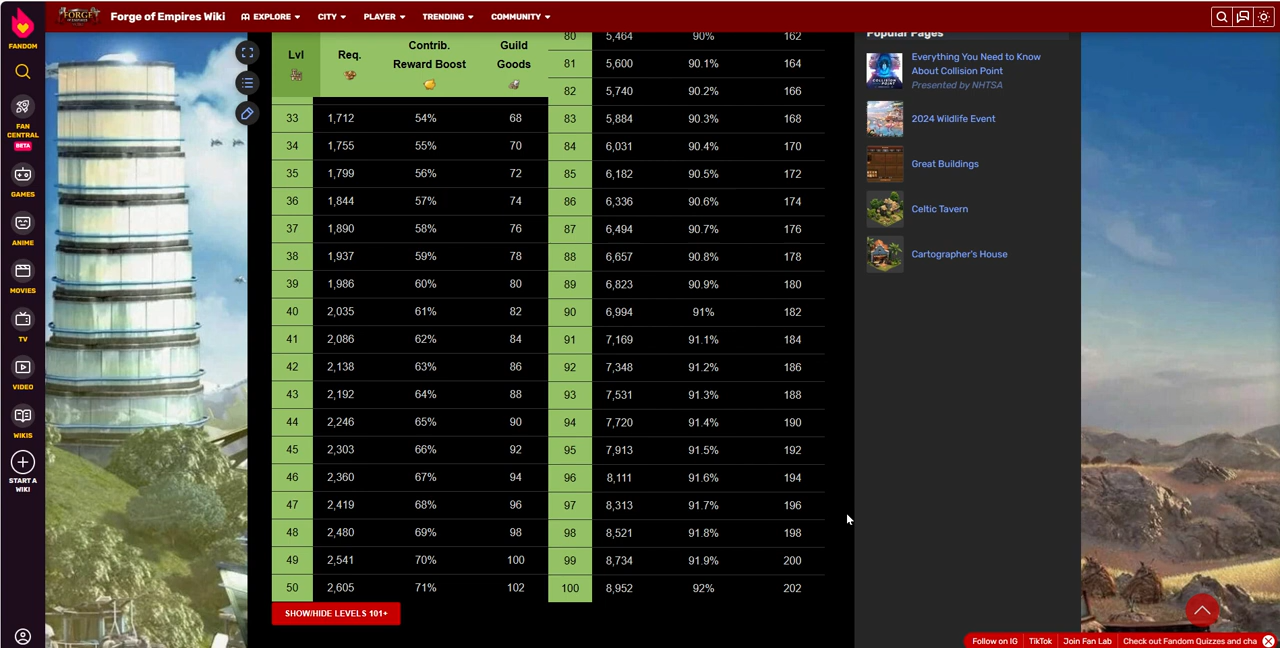 FANDOM
FAN
CENTRAL
BETA
GAMES
ANIME
MOVIES
TV
VIDEO
WIKIS
START A
WIKI
FORGE
OF EMPIRES
Forge of Empires Wiki
EXPLORE
CITY
PLAYER
TRENDING
COMMUNITY
Lvl Req. Contrib. Reward Boost Guild Goods
33 1,712 54% 68
34 1,755 55% 70
35 1,799 56% 72
36 1,844 57% 74
37 1,890 58% 76
38 1,937 59% 78
39 1,986 60% 80
40 2,035 61% 82
41 2,086 62% 84
42 2,138 63% 86
43 2,192 64% 88
44 2,246 65% 90
45 2,303 66% 92
46 2,360 67% 94
47 2,419 68% 96
48 2,480 69% 98
49 2,541 70% 100
50 2,605 71% 102
80 5,464 90% 162
81 5,600 90.1% 164
82 5,740 90.2% 166
83 5,884 90.3% 168
84 6,031 90.4% 170
85 6,182 90.5% 172
86 6,336 90.6% 174
87 6,494 90.7% 176
88 6,657 90.8% 178
89 6,823 90.9% 180
90 6,994 91% 182
91 7,169 91.1% 184
92 7,348 91.2% 186
93 7,531 91.3% 188
94 7,720 91.4% 190
95 7,913 91.5% 192
96 8,111 91.6% 194
97 8,313 91.7% 196
98 8,521 91.8% 198
99 8,734 91.9% 200
100 8,952 92% 202
SHOW/HIDE LEVELS 101+
Popular Pages
Everything You Need to Know
About Collision Point
Presented by NHTSA
2024 Wildlife Event
Great Buildings
Celtic Tavern
Cartographer's House
Follow on IG
TikTok
Join Fan Lab
Check out Fandom Quizzes and cha